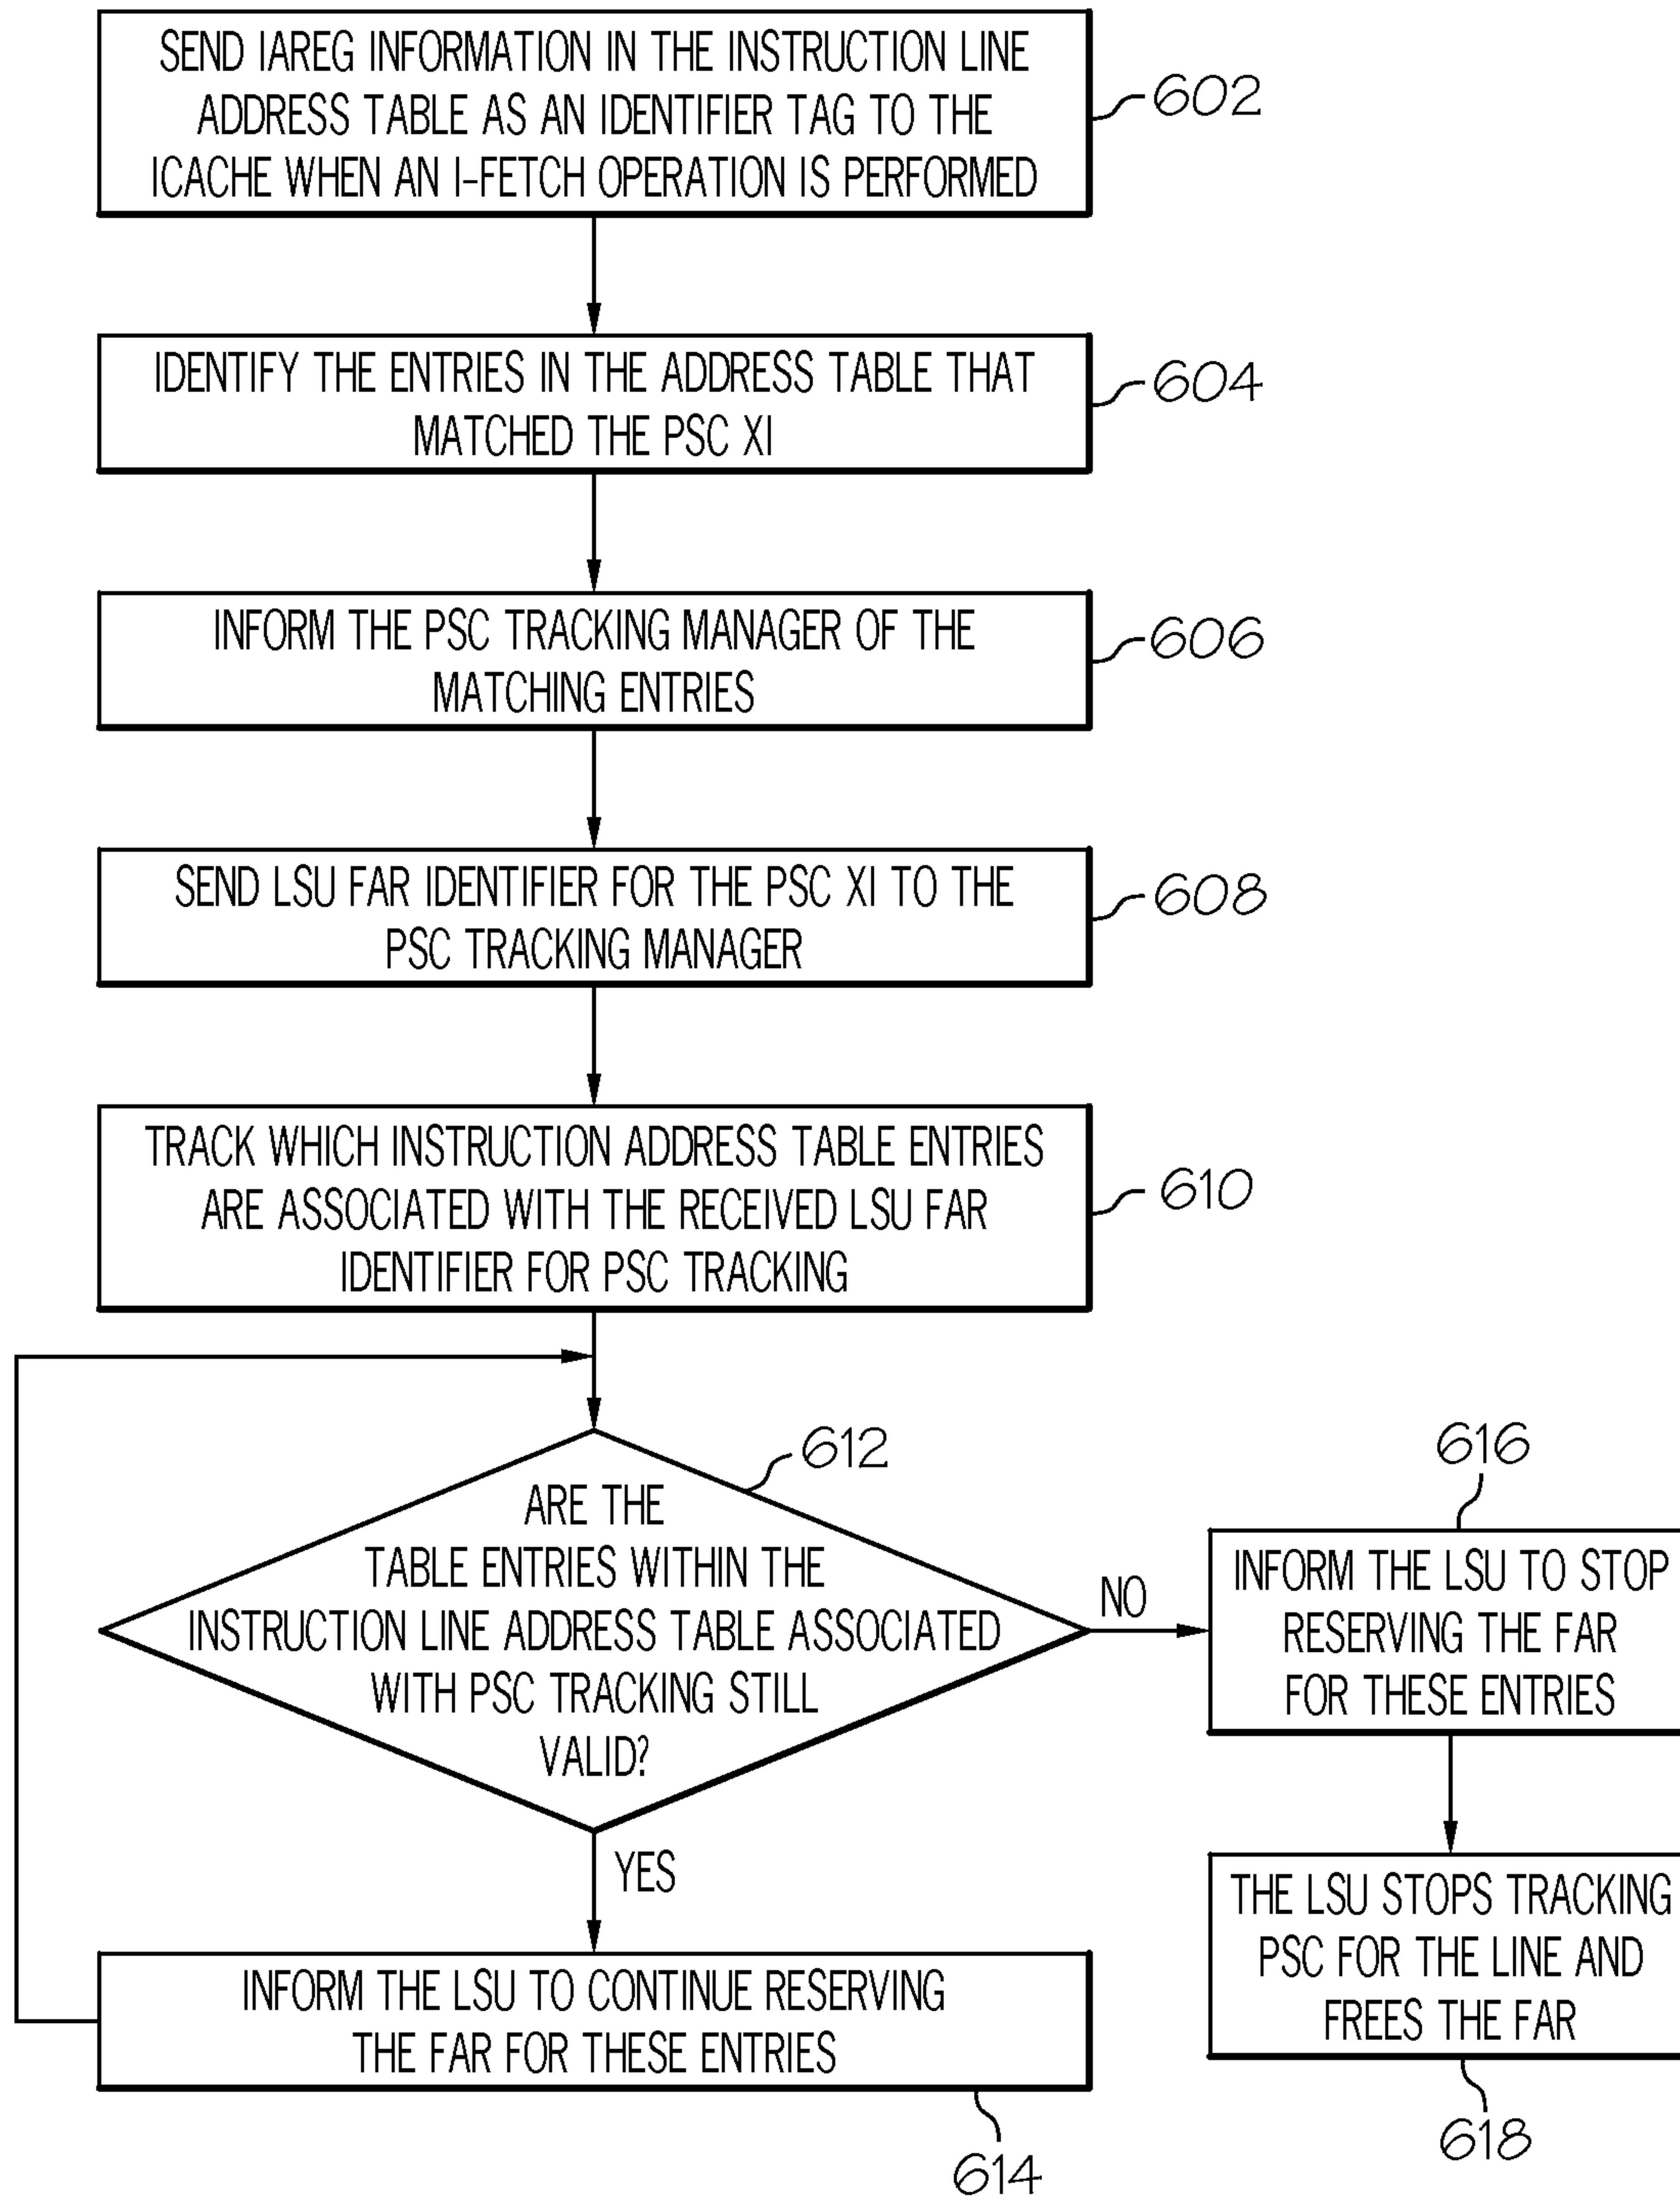 SEND IAREG INFORMATION IN THE INSTRUCTION LINE
ADDRESS TABLE AS AN IDENTIFIER TAG TO THE
ICACHE WHEN AN I-FETCH OPERATION IS PERFORMED
602
IDENTIFY THE ENTRIES IN THE ADDRESS TABLE THAT
MATCHED THE PSC XI
604
INFORM THE PSC TRACKING MANAGER OF THE
MATCHING ENTRIES
606
SEND LSU FAR IDENTIFIER FOR THE PSC XI TO THE
PSC TRACKING MANAGER
608
TRACK WHICH INSTRUCTION ADDRESS TABLE ENTRIES
ARE ASSOCIATED WITH THE RECEIVED LSU FAR
IDENTIFIER FOR PSC TRACKING
610
612
ARE THE
TABLE ENTRIES WITHIN THE
INSTRUCTION LINE ADDRESS TABLE ASSOCIATED
WITH PSC TRACKING STILL
VALID?
NO
YES
616
INFORM THE LSU TO STOP
RESERVING THE FAR
FOR THESE ENTRIES
THE LSU STOPS TRACKING
PSC FOR THE LINE AND
FREES THE FAR
618
INFORM THE LSU TO CONTINUE RESERVING
THE FAR FOR THESE ENTRIES
614